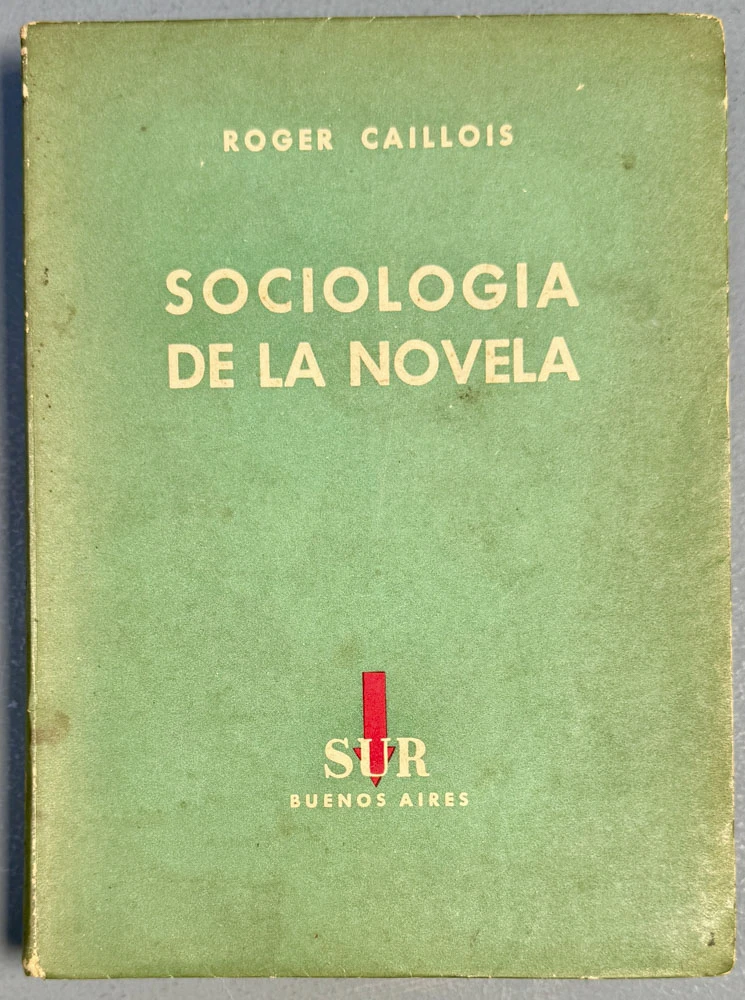 ROGER CAILLOIS
SOCIOLOGIA
DE LA NOVELA
SUR
BUENOS AIRES